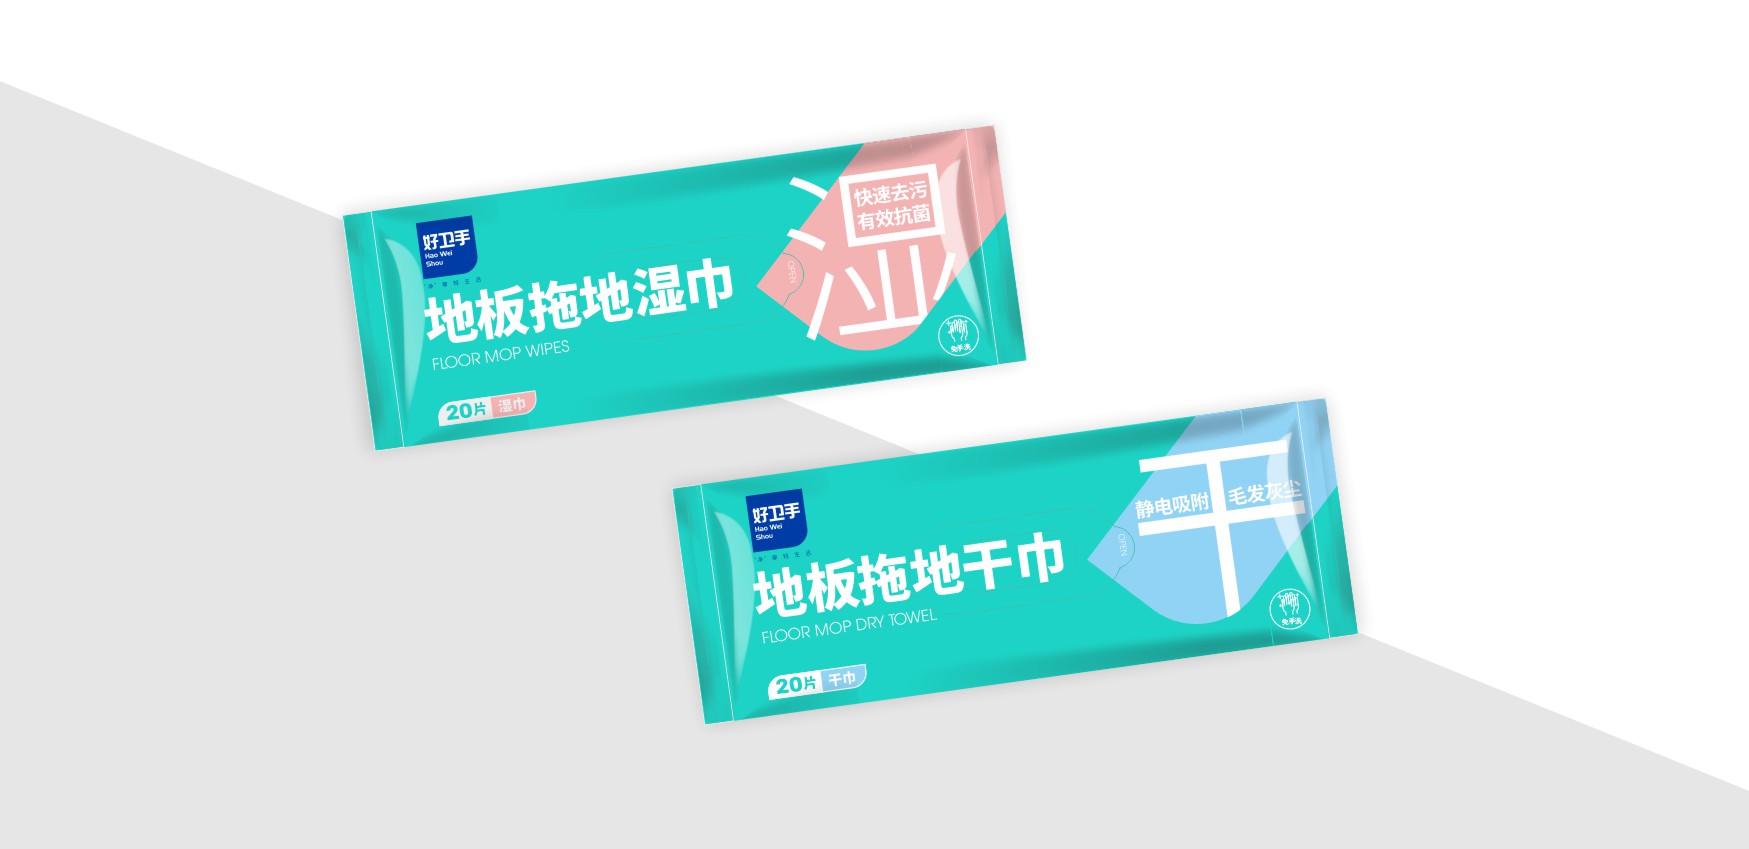 好卫手
Hao Wei
Shou
地板拖地湿巾
FLOOR MOP WIPES
20片 湿巾
OPEN
湿
快速去污
有效抗菌
免手洗
好卫手
Hao Wei
Shou
地板拖地干巾
FLOOR MOP DRY TOWEL
20片 干巾
OPEN
干
静电吸附 毛发灰尘
免手洗